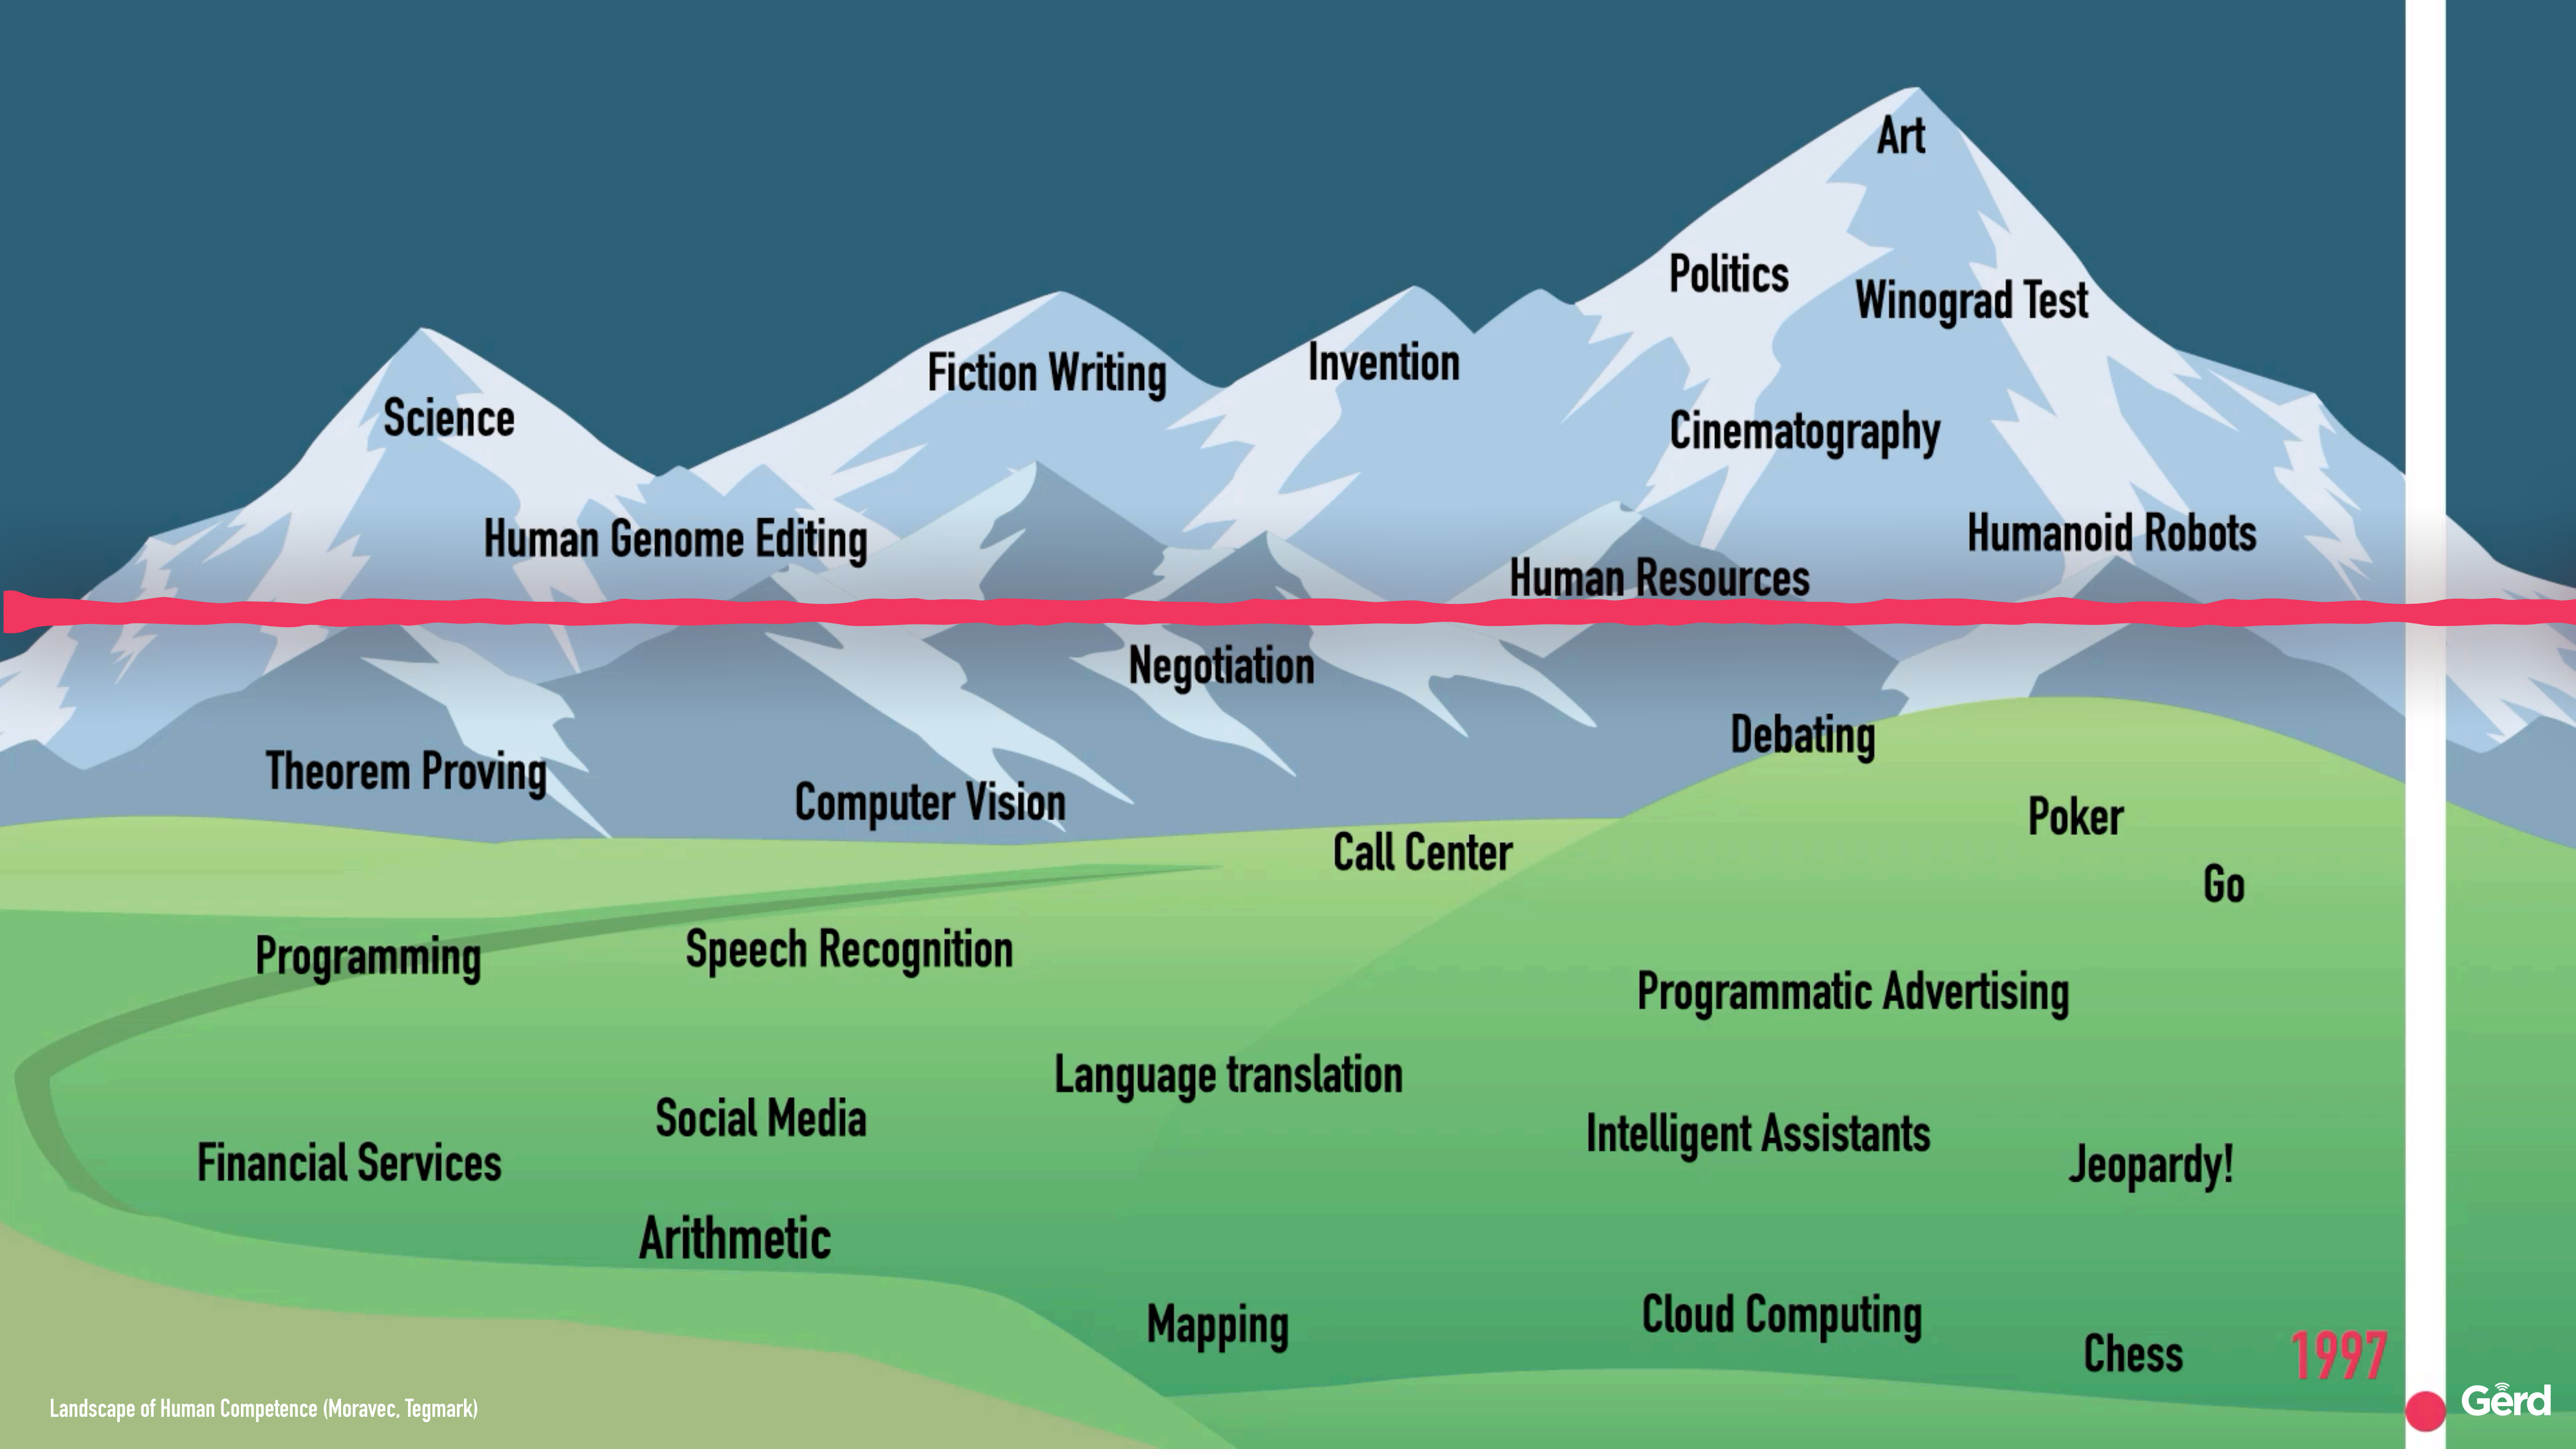 Art
Politics
Winograd Test
Fiction Writing
Invention
Science
Cinematography
Human Genome Editing
Humanoid Robots
Human Resources
Negotiation
Debating
Theorem Proving
Computer Vision
Poker
Call Center
Go
Programming
Speech Recognition
Programmatic Advertising
Language translation
Social Media
Intelligent Assistants
Financial Services
Jeopardy!
Arithmetic
Mapping
Cloud Computing
Chess
1997
Landscape of Human Competence (Moravec, Tegmark)
Gerd